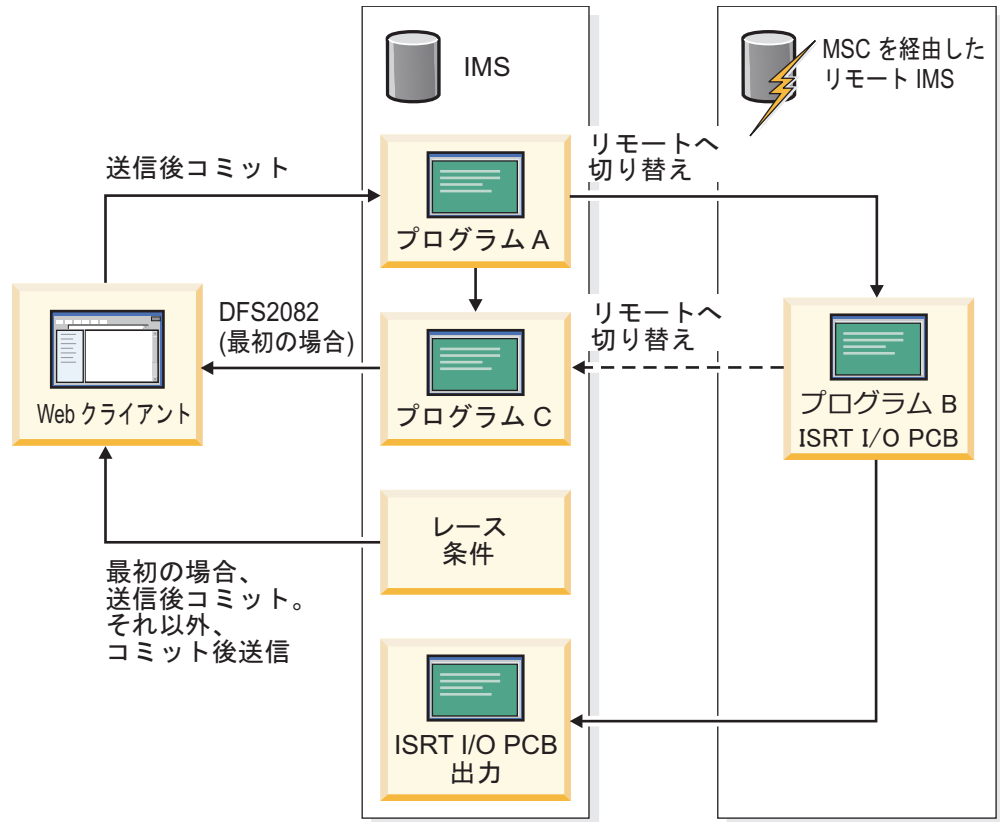 IMS
MSC を経由した
リモート IMS
送信後コミット
リモートへ
切り替え
プログラム A
DFS2082
(最初の場合)
リモートへ
切り替え
Web クライアント
プログラム C
プログラム B
ISRT I/O PCB
レース
条件
最初の場合、
送信後コミット。
それ以外、
コミット後送信
ISRT I/O PCB
出力